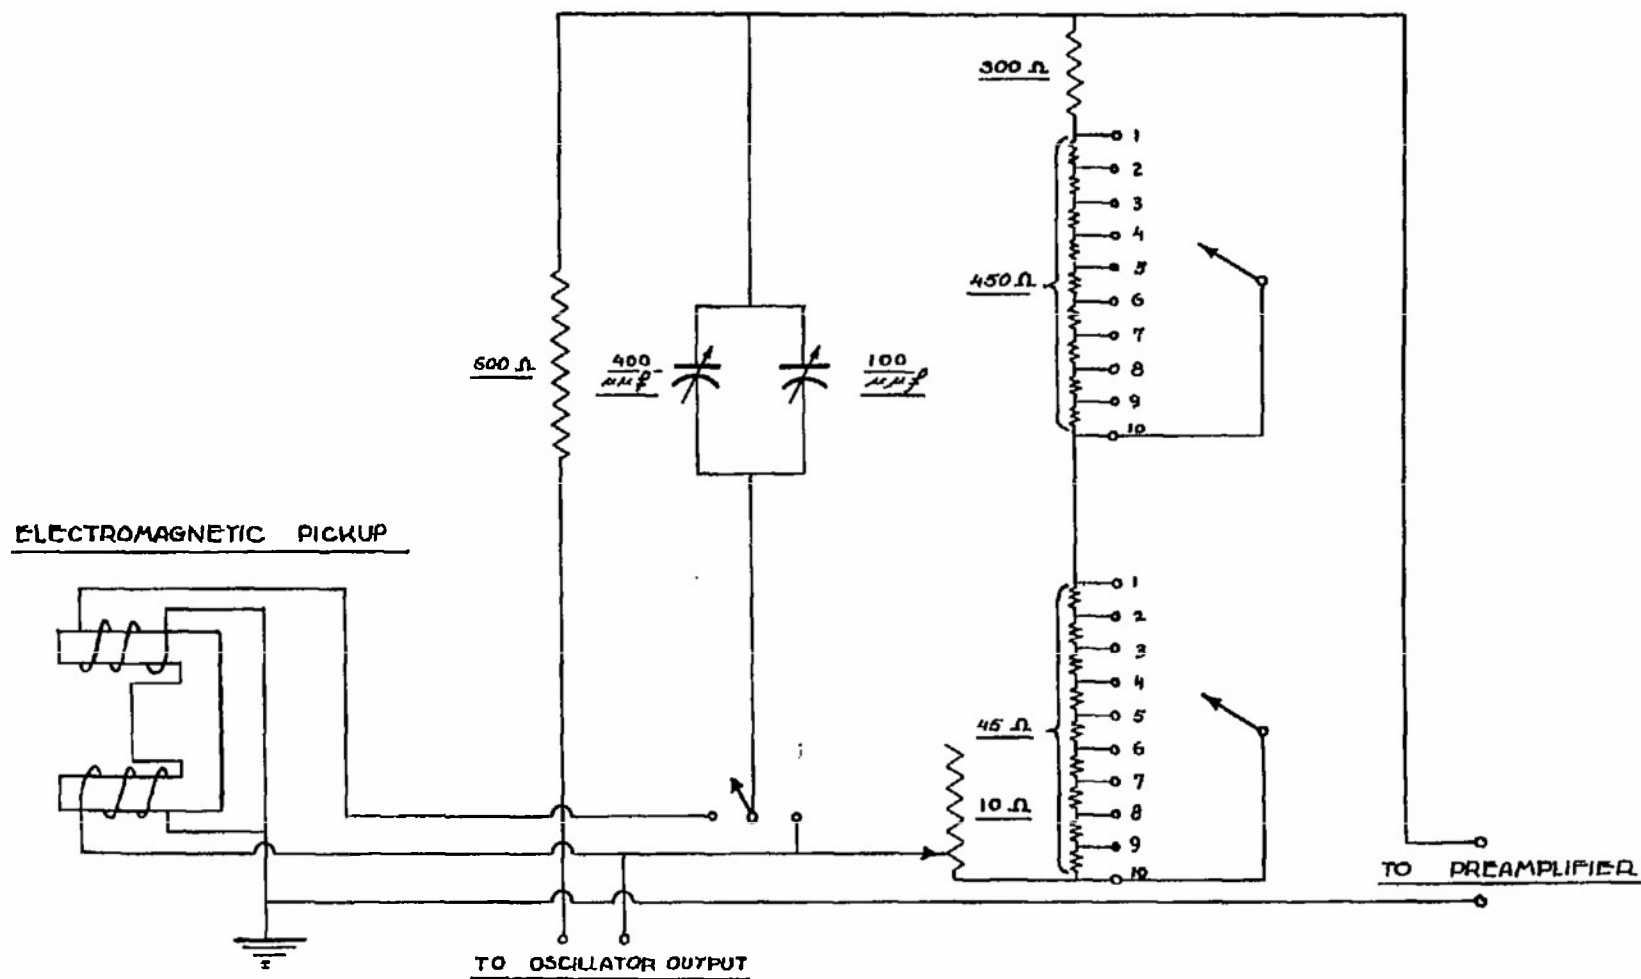 300 Ω
1
2
3
4
5
6
7
8
9
10
450 Ω
600 Ω
400
μμf
100
μμf
ELECTROMAGNETIC PICKUP
1
2
3
4
5
6
7
8
9
10
45 Ω
10 Ω
TO PREAMPLIFIER
TO OSCILLATOR OUTPUT